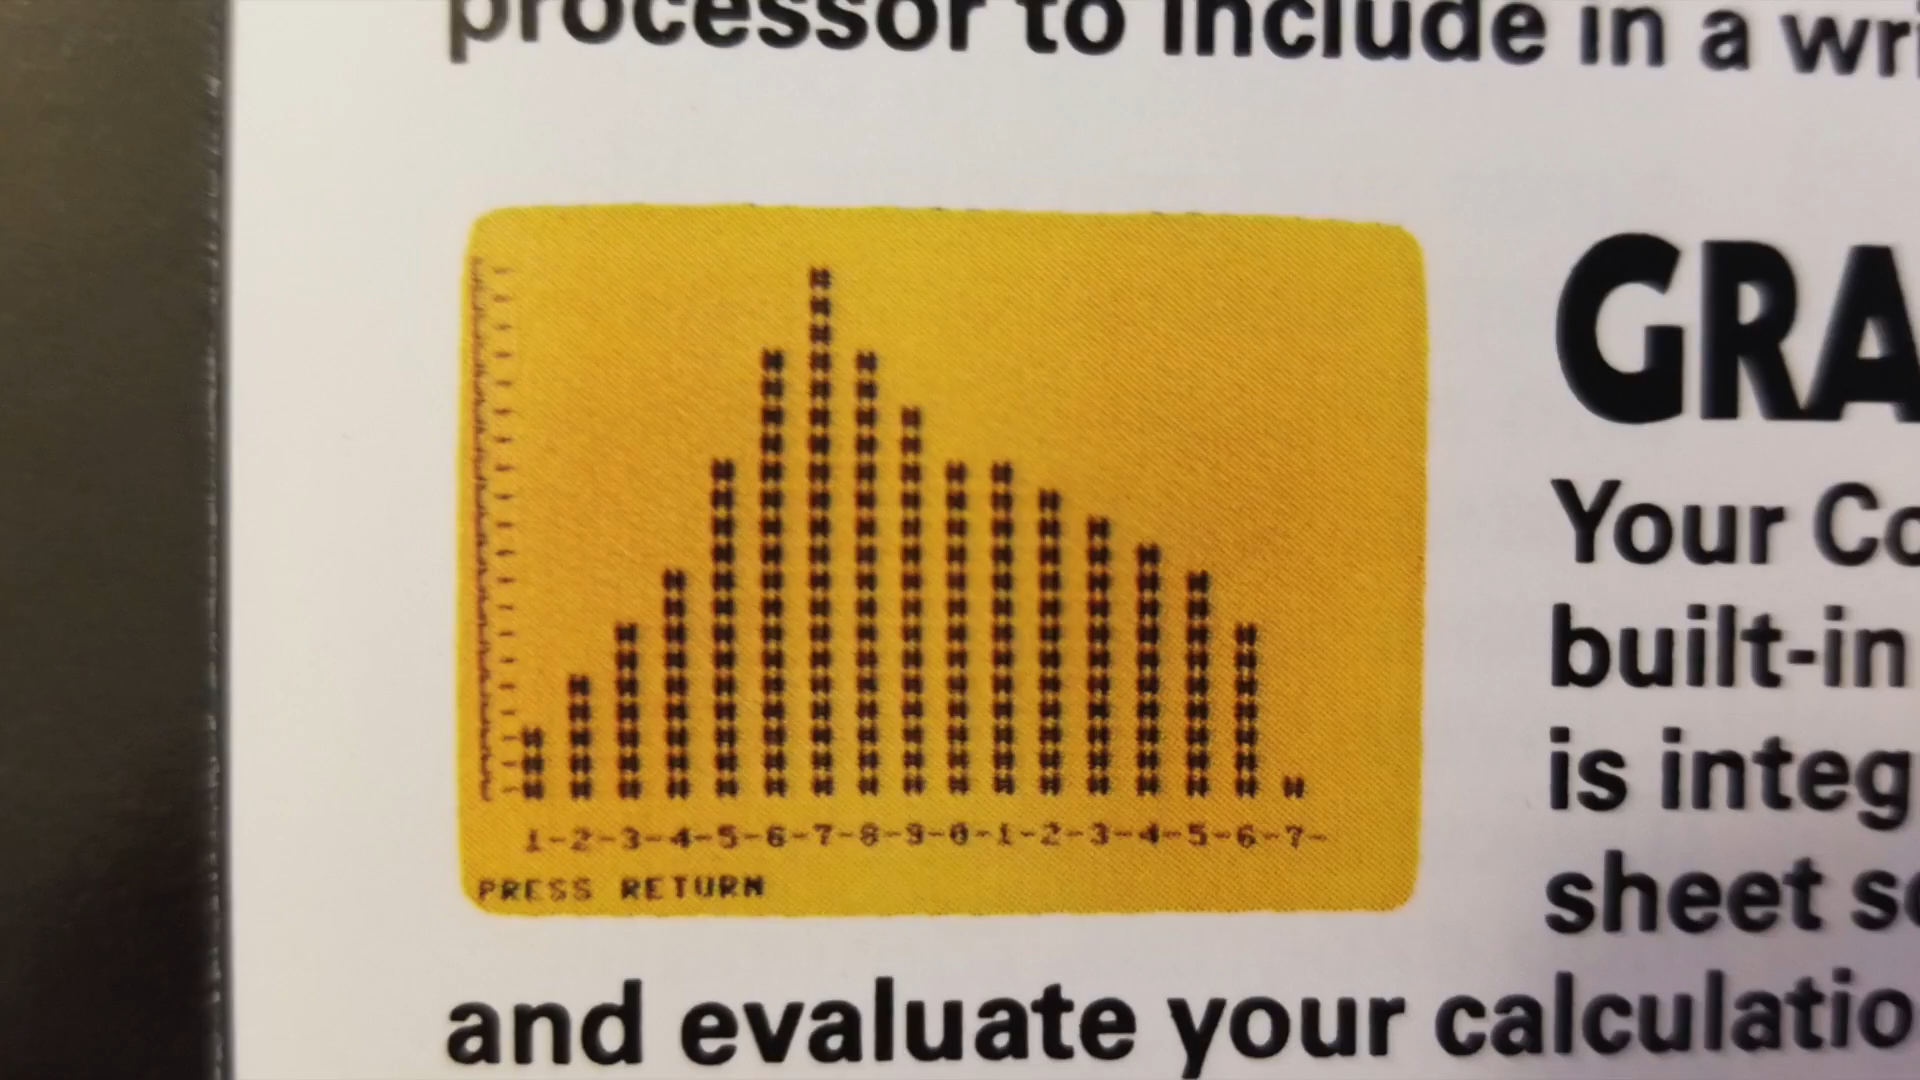 processor to include in a wri
GRA
Your Co
built-in
is integ
sheet so
1-2-3-4-5-6-7-8-9-0-1-2-3-4-5-6-7-
PRESS RETURN
and evaluate your calculatio